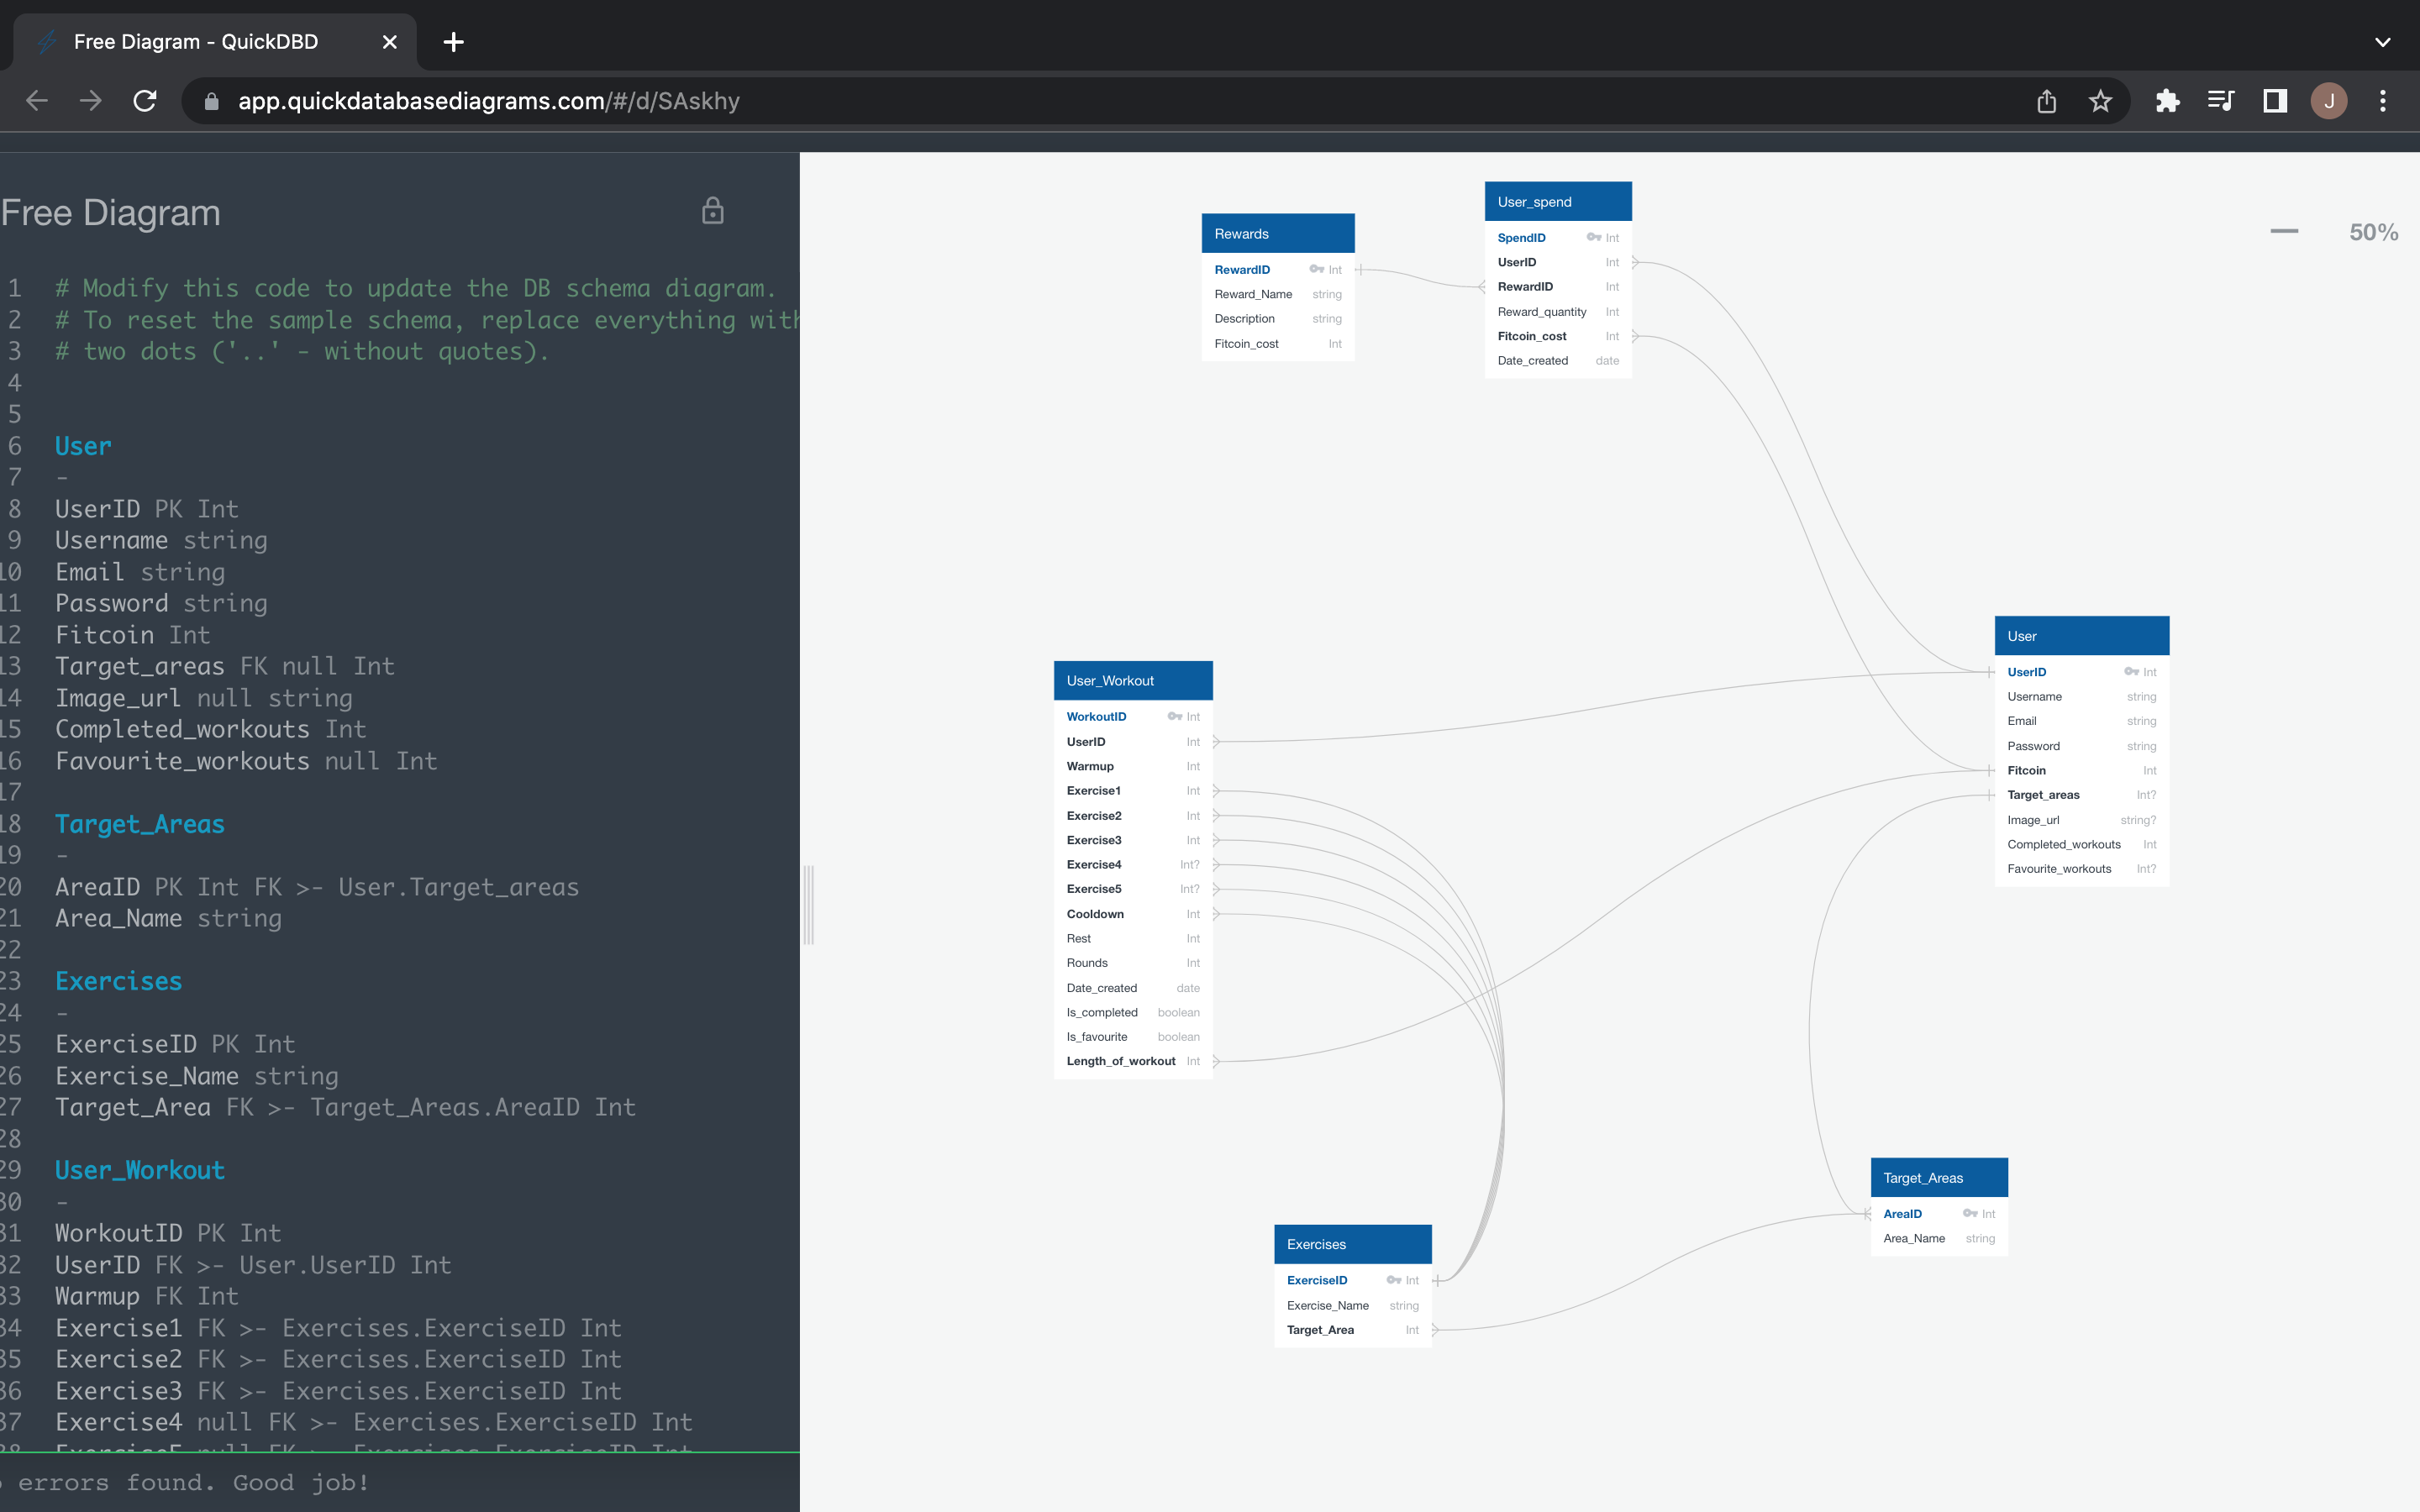 Free Diagram - QuickDBD
app.quickdatabasediagrams.com/#/d/SAskhy
J
Free Diagram
1 # Modify this code to update the DB schema diagram.
2 # To reset the sample schema, replace everything with
3 # two dots ('..' - without quotes).
4
5
6 User
7 -
8 UserID PK Int
9 Username string
10 Email string
11 Password string
12 Fitcoin Int
13 Target_areas FK null Int
14 Image_url null string
15 Completed_workouts Int
16 Favourite_workouts null Int
17
18 Target_Areas
19 -
20 AreaID PK Int FK >- User.Target_areas
21 Area_Name string
22
23 Exercises
24 -
25 ExerciseID PK Int
26 Exercise_Name string
27 Target_Area FK >- Target_Areas.AreaID Int
28
29 User_Workout
30 -
31 WorkoutID PK Int
32 UserID FK >- User.UserID Int
33 Warmup FK Int
34 Exercise1 FK >- Exercises.ExerciseID Int
35 Exercise2 FK >- Exercises.ExerciseID Int
36 Exercise3 FK >- Exercises.ExerciseID Int
37 Exercise4 null FK >- Exercises.ExerciseID Int
38 Exercise5 null FK >- Exercises.ExerciseID Int
errors found. Good job!
50%
Rewards
RewardID Int
Reward_Name string
Description string
Fitcoin_cost Int
User_spend
SpendID Int
UserID Int
RewardID Int
Reward_quantity Int
Fitcoin_cost Int
Date_created date
User
UserID Int
Username string
Email string
Password string
Fitcoin Int
Target_areas Int?
Image_url string?
Completed_workouts Int
Favourite_workouts Int?
User_Workout
WorkoutID Int
UserID Int
Warmup Int
Exercise1 Int
Exercise2 Int
Exercise3 Int
Exercise4 Int?
Exercise5 Int?
Cooldown Int
Rest Int
Rounds Int
Date_created date
Is_completed boolean
Is_favourite boolean
Length_of_workout Int
Target_Areas
AreaID Int
Area_Name string
Exercises
ExerciseID Int
Exercise_Name string
Target_Area Int